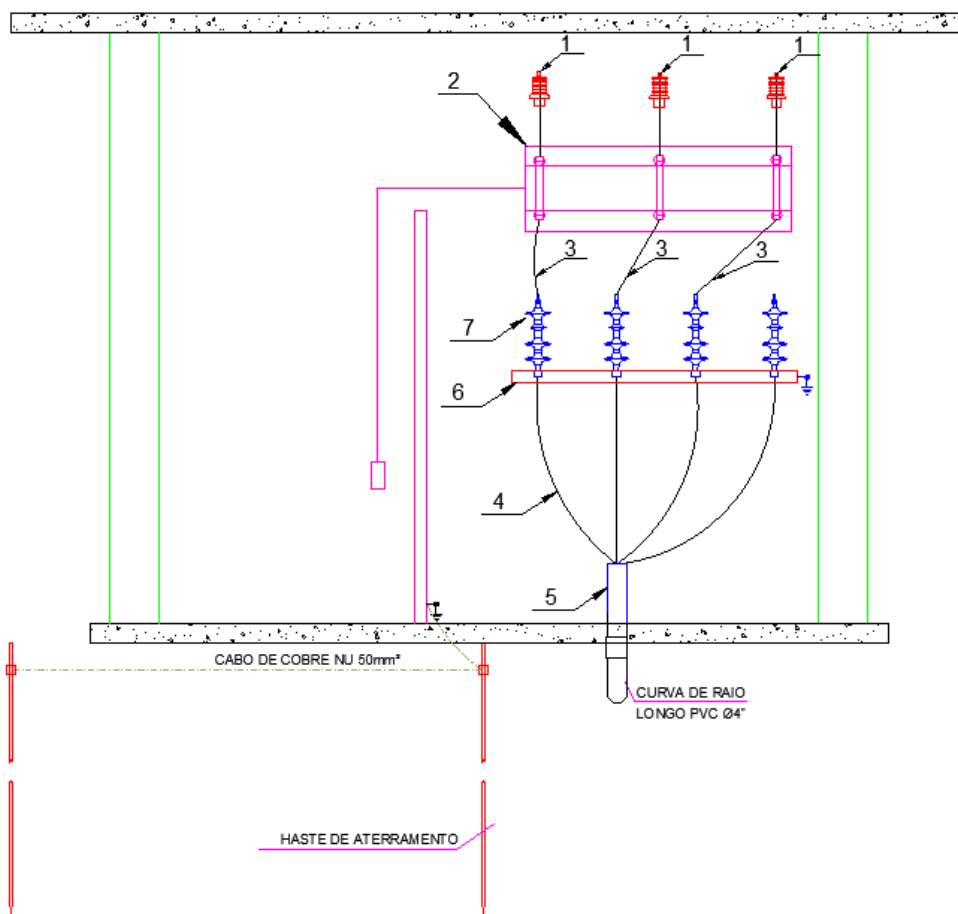 1
1
1
2
3
3
3
7
6
4
5
CABO DE COBRE NU 50mm²
CURVA DE RAIO
LONGO PVC Ø4"
HASTE DE ATERRAMENTO